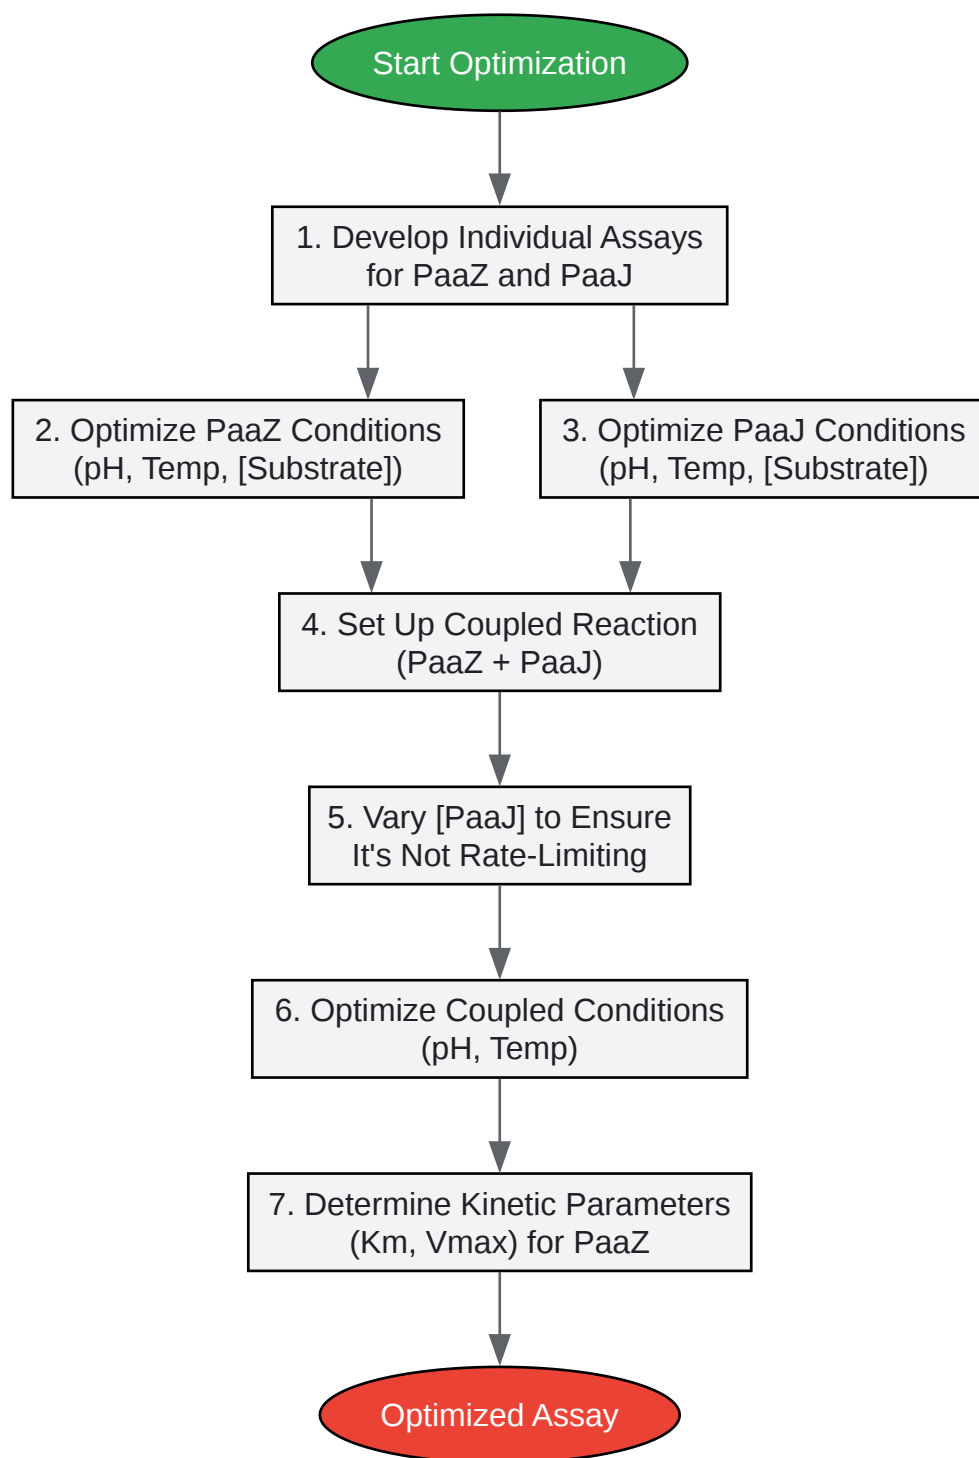 Start Optimization
1. Develop Individual Assays
for PaaZ and PaaJ
2. Optimize PaaZ Conditions
(pH, Temp, [Substrate])
3. Optimize PaaJ Conditions
(pH, Temp, [Substrate])
4. Set Up Coupled Reaction
(PaaZ + PaaJ)
5. Vary [PaaJ] to Ensure
It's Not Rate-Limiting
6. Optimize Coupled Conditions
(pH, Temp)
7. Determine Kinetic Parameters
(Km, Vmax) for PaaZ
Optimized Assay